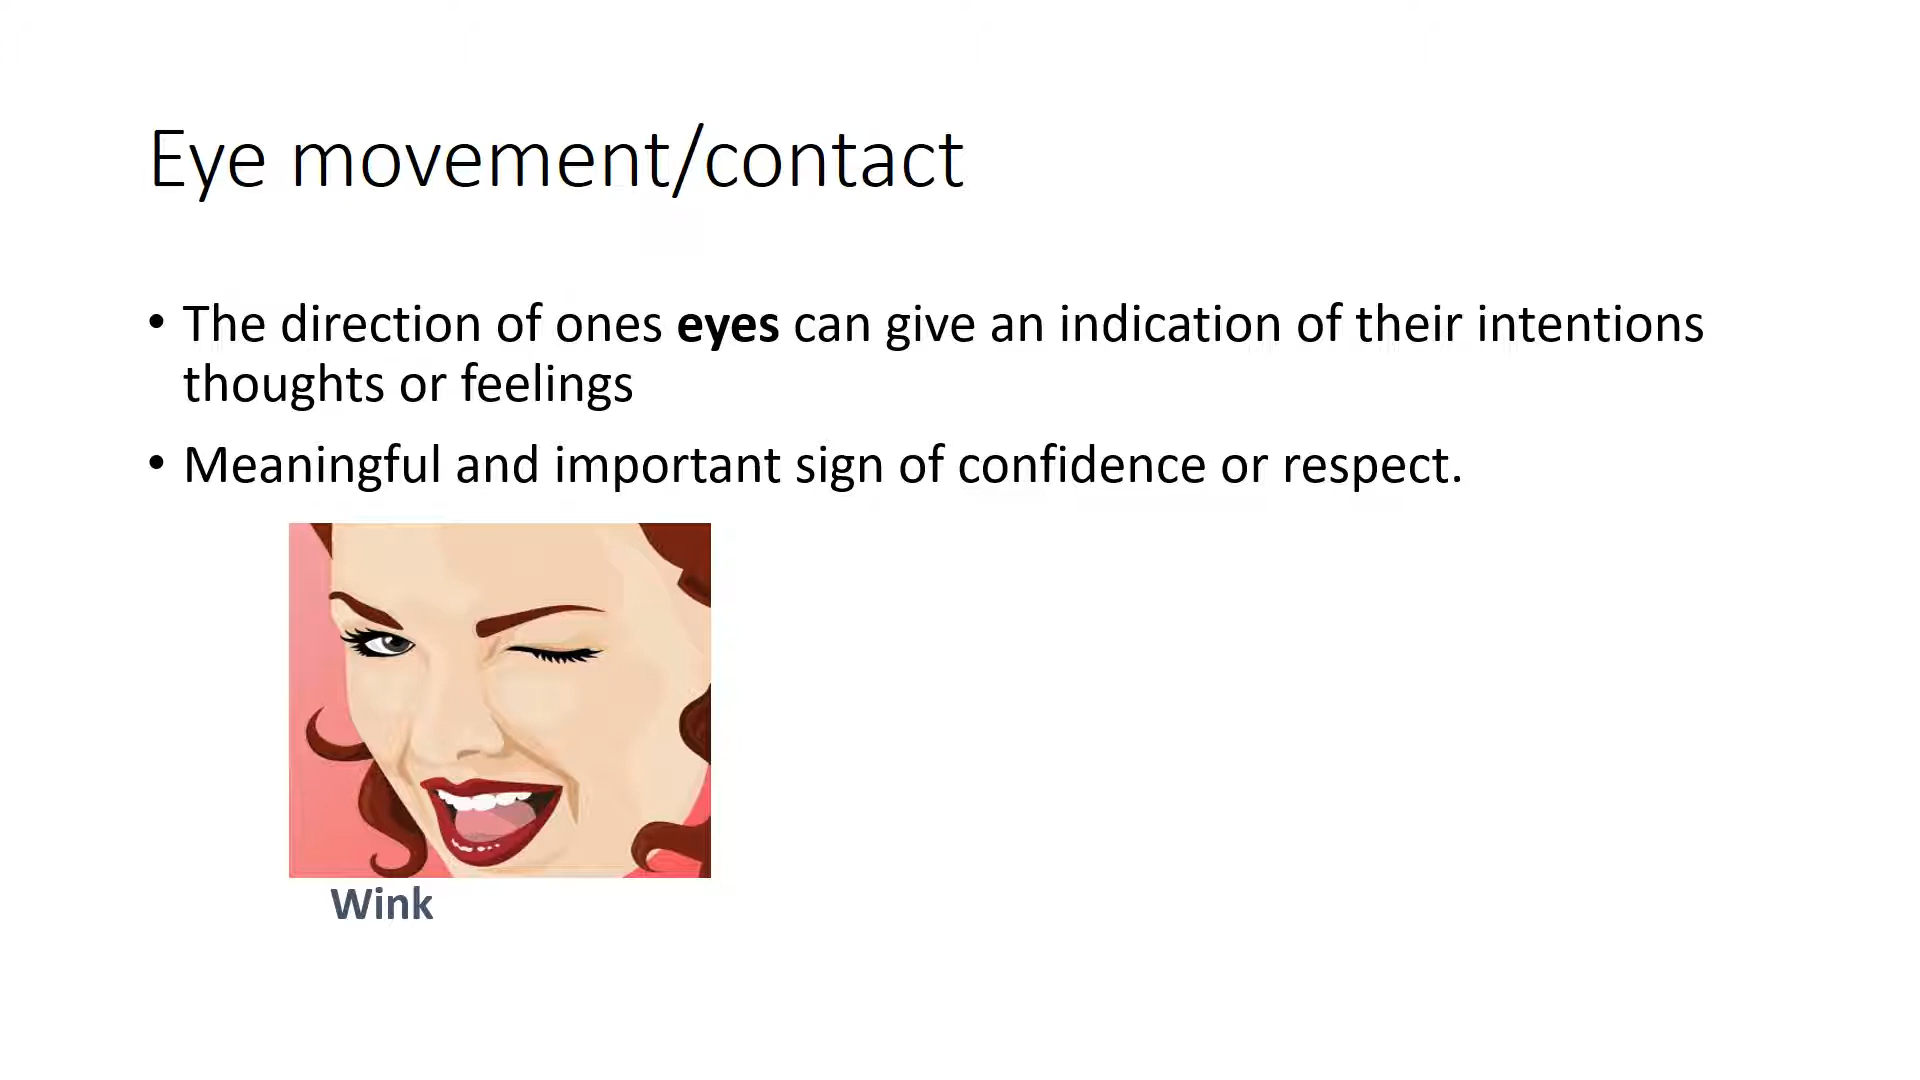 Eye movement/contact
• The direction of ones eyes can give an indication of their intentions
thoughts or feelings
• Meaningful and important sign of confidence or respect.
Wink